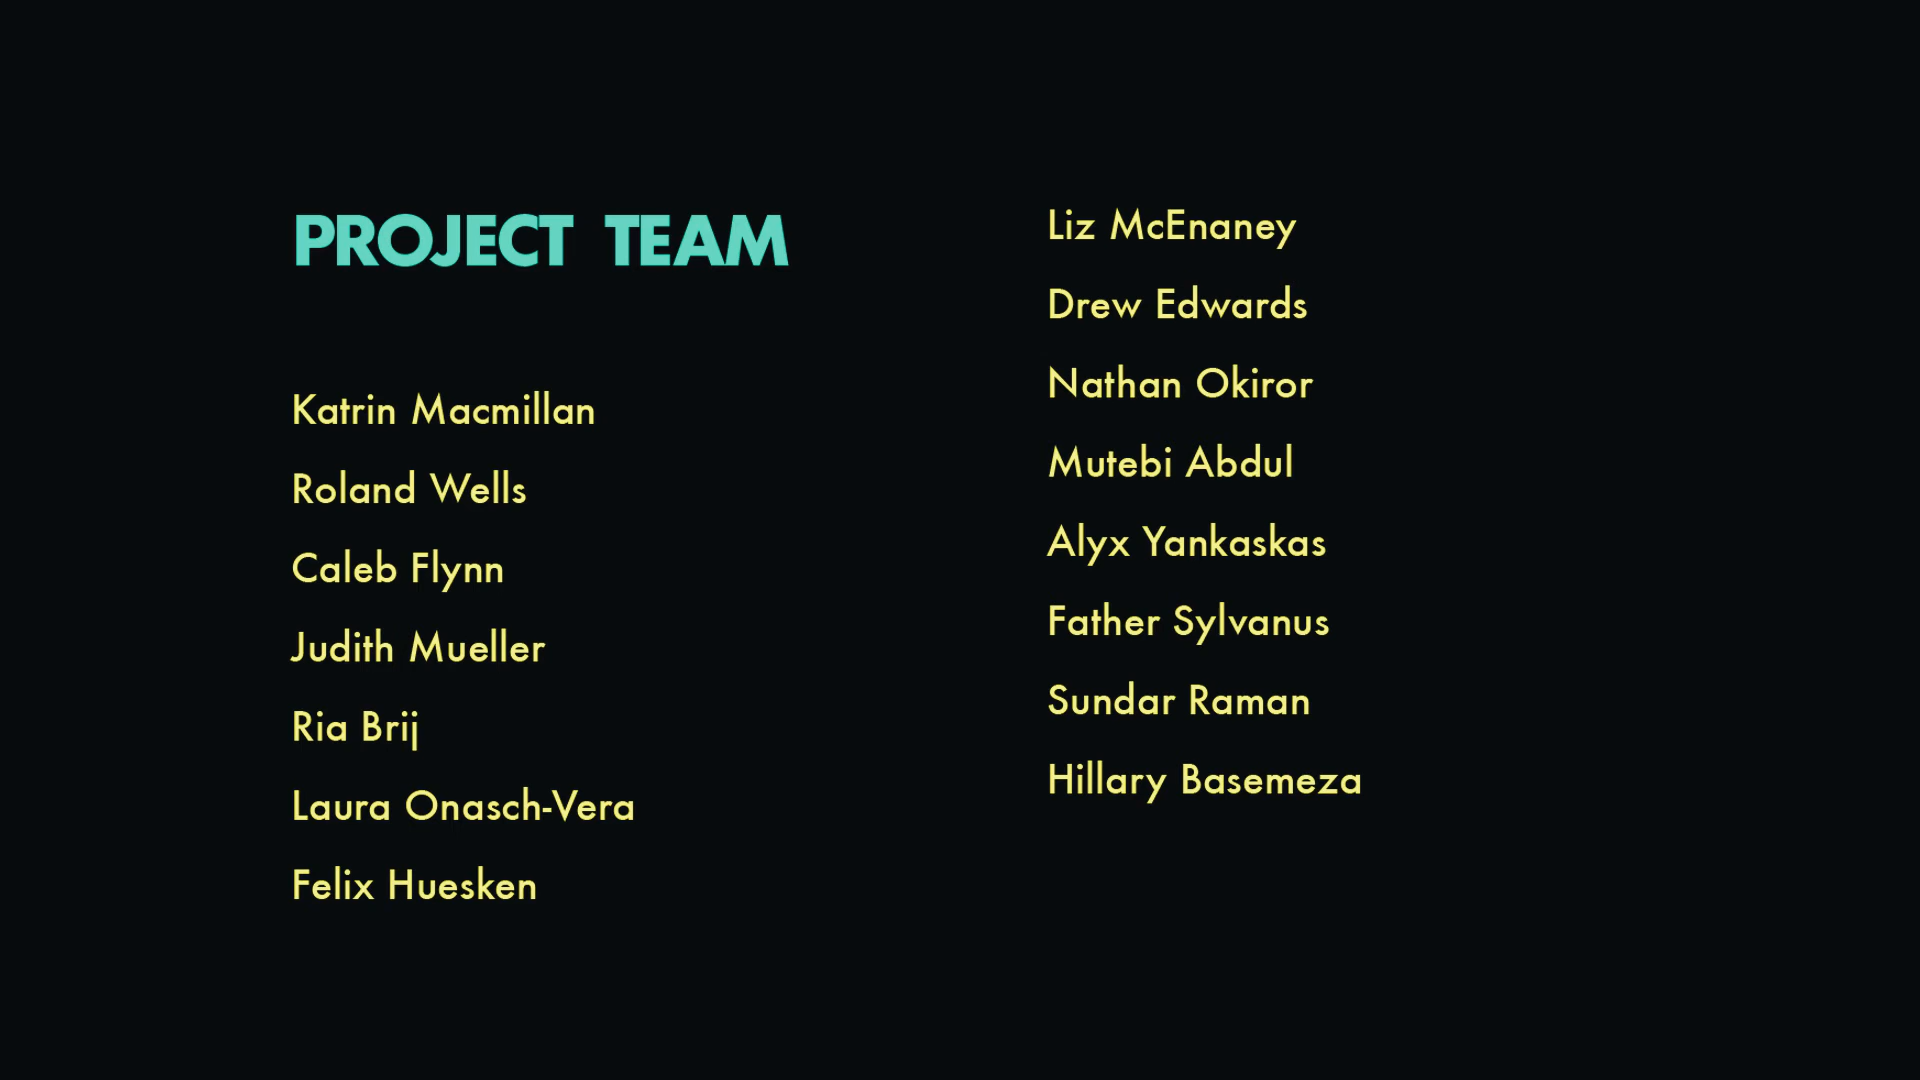 PROJECT TEAM
Katrin Macmillan
Roland Wells
Caleb Flynn
Judith Mueller
Ria Brij
Laura Onasch-Vera
Felix Huesken
Liz McEnaney
Drew Edwards
Nathan Okiror
Mutebi Abdul
Alyx Yankaskas
Father Sylvanus
Sundar Raman
Hillary Basemeza